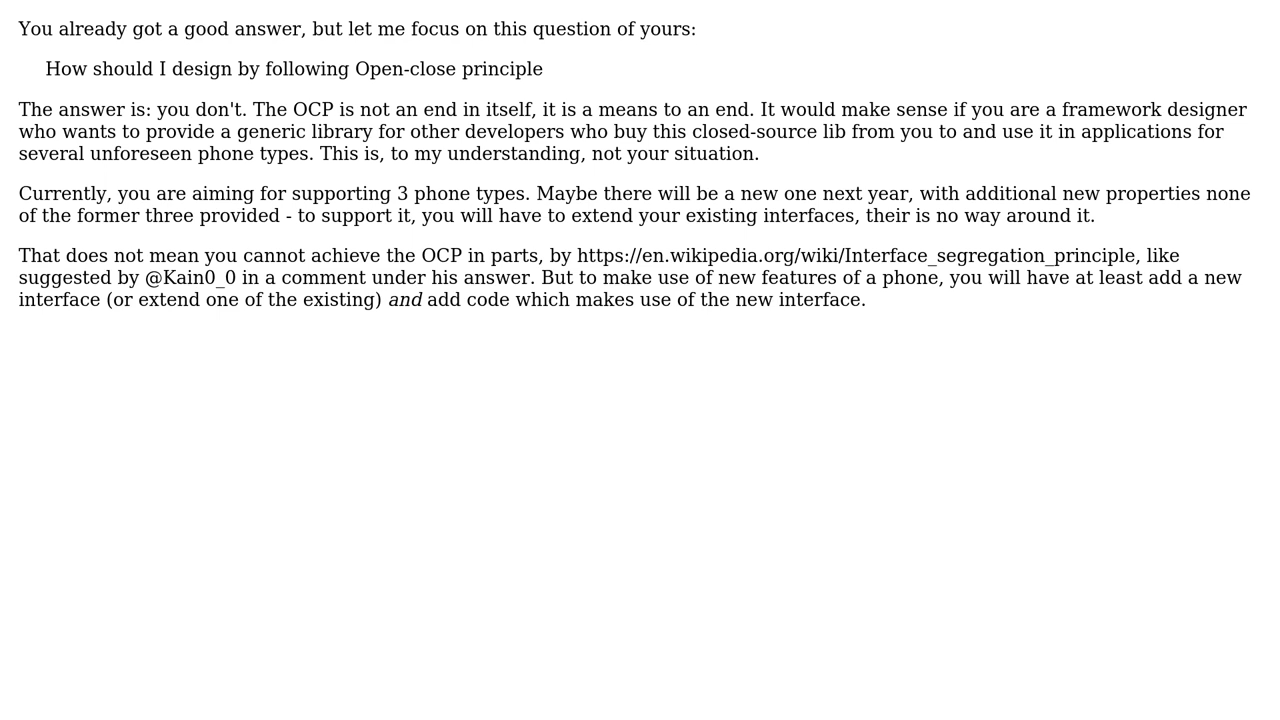 You already got a good answer, but let me focus on this question of yours:
How should I design by following Open-close principle
The answer is: you don't. The OCP is not an end in itself, it is a means to an end. It would make sense if you are a framework designer
who wants to provide a generic library for other developers who buy this closed-source lib from you to and use it in applications for
several unforeseen phone types. This is, to my understanding, not your situation.
Currently, you are aiming for supporting 3 phone types. Maybe there will be a new one next year, with additional new properties none
of the former three provided - to support it, you will have to extend your existing interfaces, their is no way around it.
That does not mean you cannot achieve the OCP in parts, by https://en.wikipedia.org/wiki/Interface_segregation_principle, like
suggested by @Kain0_0 in a comment under his answer. But to make use of new features of a phone, you will have at least add a new
interface (or extend one of the existing) and add code which makes use of the new interface.